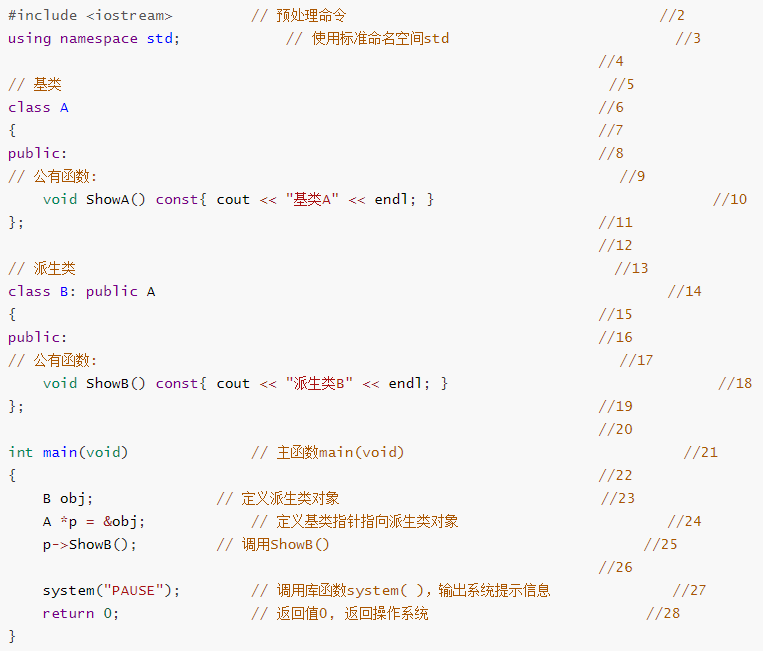 #include <iostream> // 预处理命令 //2
using namespace std; // 使用标准命名空间std //3
//4
// 基类 //5
class A //6
{ //7
public: //8
// 公有函数: //9
void ShowA() const{ cout << "基类A" << endl; } //10
}; //11
//12
// 派生类 //13
class B: public A //14
{ //15
public: //16
// 公有函数: //17
void ShowB() const{ cout << "派生类B" << endl; } //18
}; //19
//20
int main(void) // 主函数main(void) //21
{ //22
B obj; // 定义派生类对象 //23
A *p = &obj; // 定义基类指针指向派生类对象 //24
p->ShowB(); // 调用ShowB() //25
//26
system("PAUSE"); // 调用库函数system( ),输出系统提示信息 //27
return 0; // 返回值0, 返回操作系统 //28
}